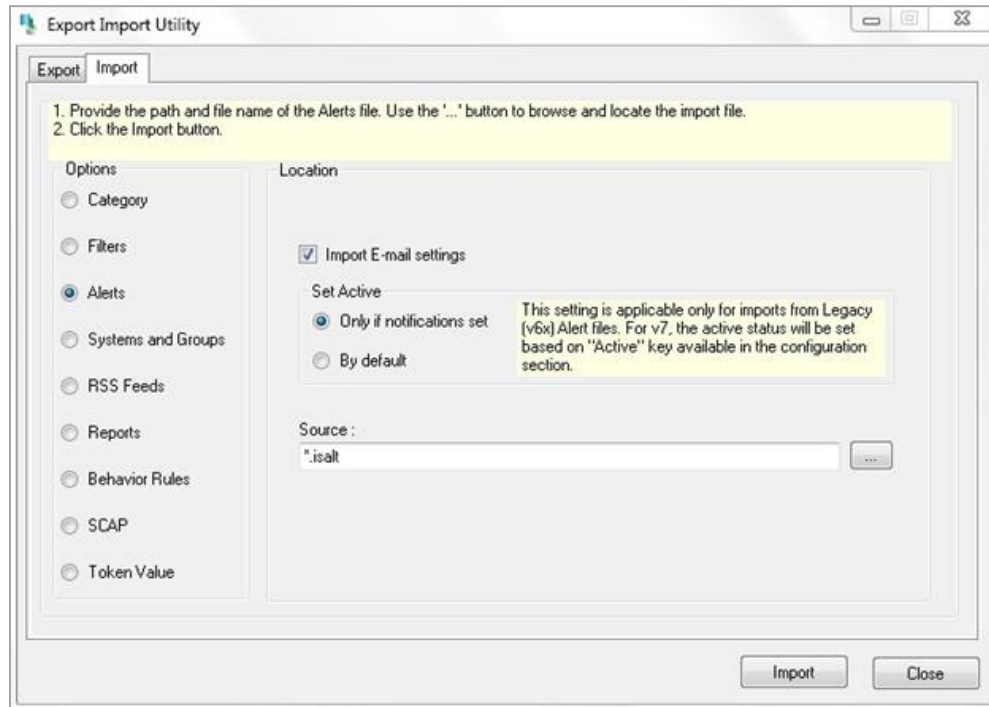 Export Import Utility
Export
Import
1. Provide the path and file name of the Alerts file. Use the '...' button to browse and locate the import file.
2. Click the Import button.
Options
Category
Filters
Alerts
Systems and Groups
RSS Feeds
Reports
Behavior Rules
SCAP
Token Value
Location
Import E-mail settings
Set Active
Only if notifications set
By default
This setting is applicable only for imports from Legacy
(v6x) Alert files. For v7, the active status will be set
based on "Active" key available in the configuration
section.
Source :
*.isalt
...
Import
Close